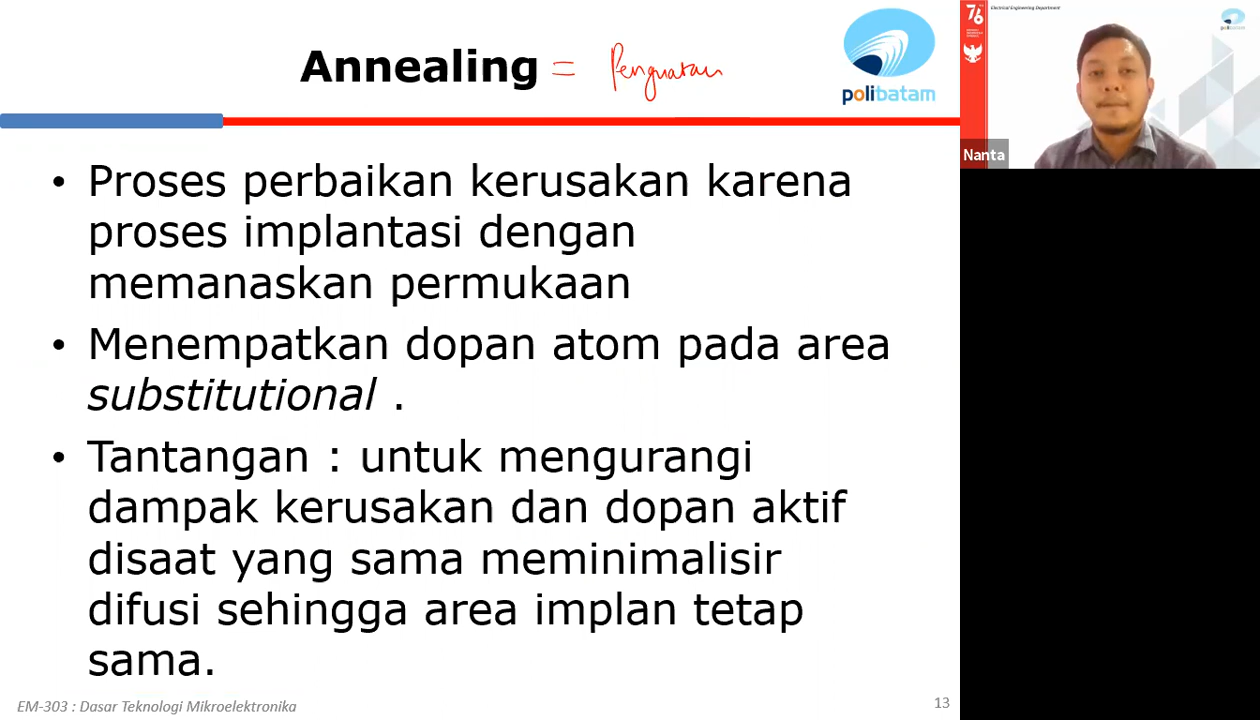 Annealing = Penguatan
polibatam
Proses perbaikan kerusakan karena
proses implantasi dengan
memanaskan permukaan
Menempatkan dopan atom pada area
substitutional .
Tantangan : untuk mengurangi
dampak kerusakan dan dopan aktif
disaat yang sama meminimalisir
difusi sehingga area implan tetap
sama.
EM-303 : Dasar Teknologi Mikroelektronika
13
76
Electrical Engineering Department
polibatam
Nanta